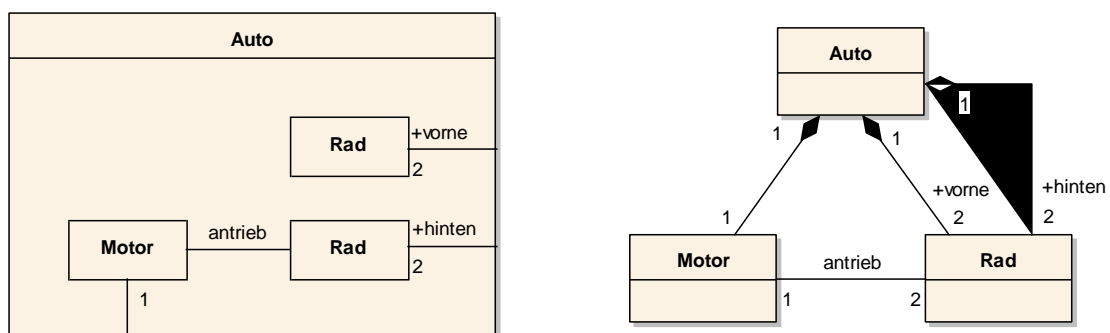 Auto
Rad
+vorne
2
Motor
antrieb
Rad
+hinten
2
1
Auto
1
1
1
+vorne
+hinten
1
2
2
Motor
antrieb
Rad
1
2